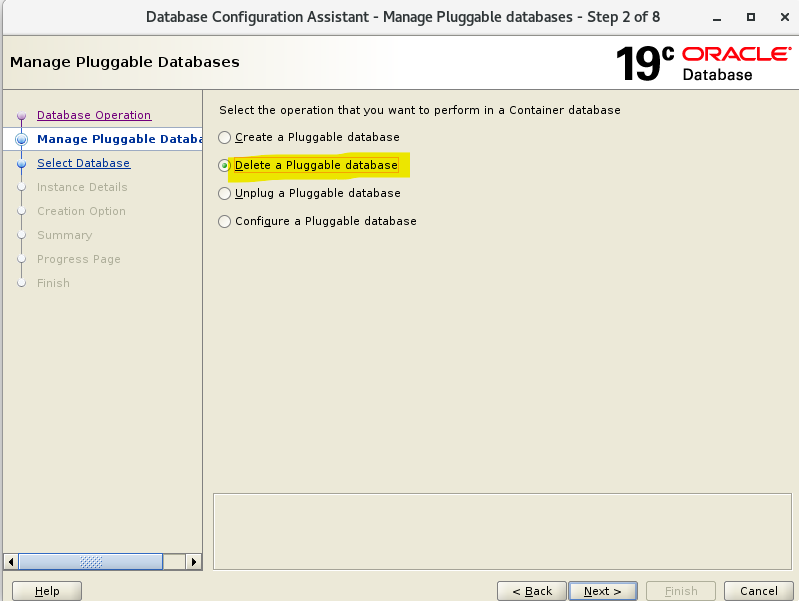 Database Configuration Assistant - Manage Pluggable databases - Step 2 of 8
Manage Pluggable Databases
19c ORACLE
Database
Database Operation
Manage Pluggable Databa
Select Database
Instance Details
Creation Option
Summary
Progress Page
Finish
Select the operation that you want to perform in a Container database
Create a Pluggable database
Delete a Pluggable database
Unplug a Pluggable database
Configure a Pluggable database
Help
< Back
Next >
Finish
Cancel